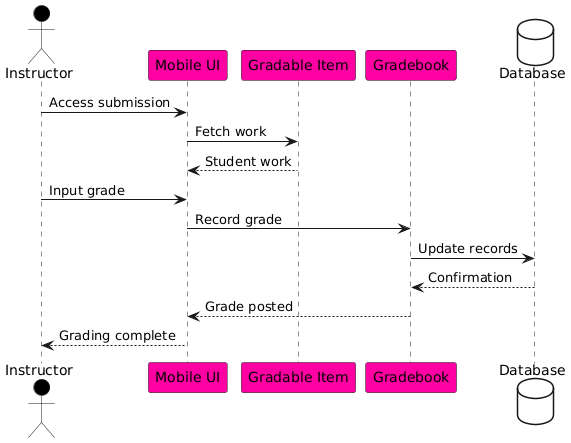 Instructor
Mobile UI
Gradable Item
Gradebook
Database
Access submission
Fetch work
Student work
Input grade
Record grade
Update records
Confirmation
Grade posted
Grading complete
Instructor
Mobile UI
Gradable Item
Gradebook
Database